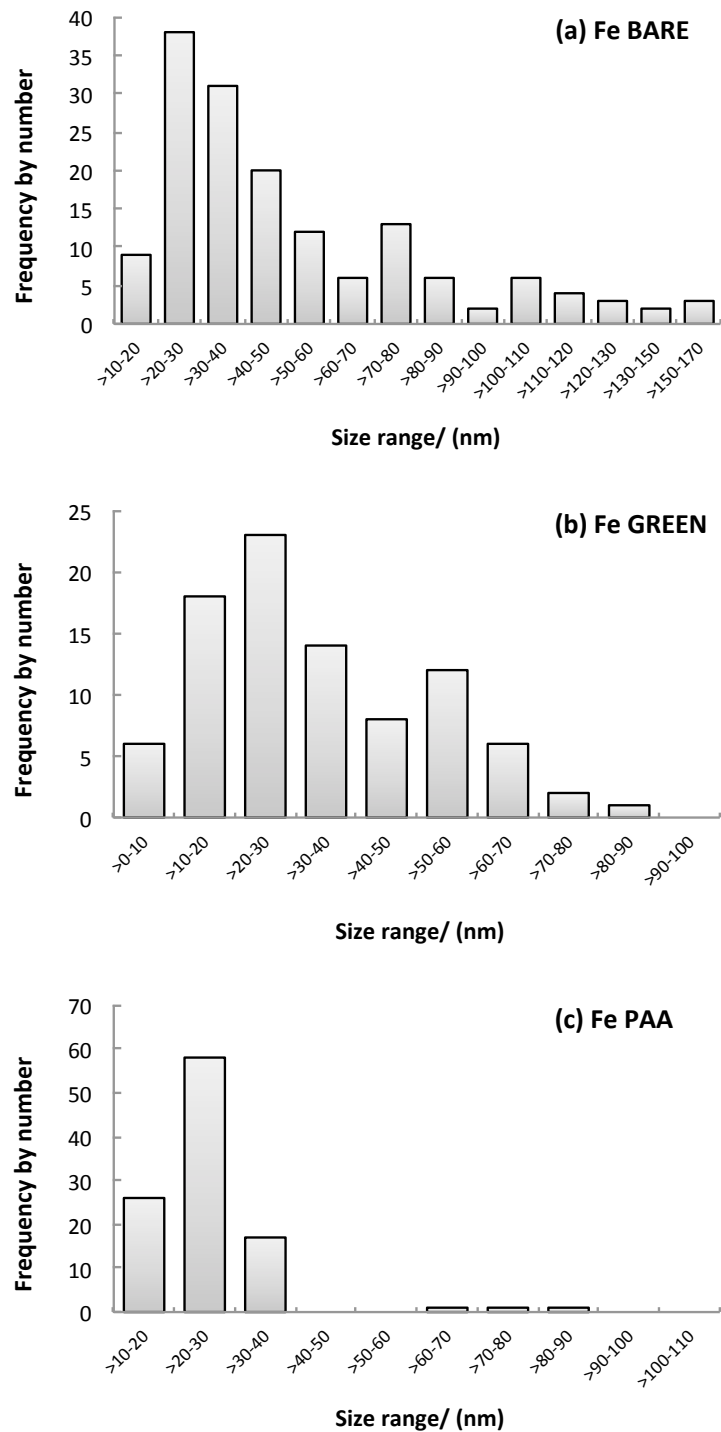 (a) Fe BARE
Frequency by number
40
35
30
25
20
15
10
5
0
>10-20 >20-30 >30-40 >40-50 >50-60 >60-70 >70-80 >80-90 >90-100 >100-110 >110-120 >120-130 >130-150 >150-170
Size range/ (nm)
(b) Fe GREEN
Frequency by number
25
20
15
10
5
0
>0-10 >10-20 >20-30 >30-40 >40-50 >50-60 >60-70 >70-80 >80-90 >90-100
Size range/ (nm)
(c) Fe PAA
Frequency by number
70
60
50
40
30
20
10
0
>10-20 >20-30 >30-40 >40-50 >50-60 >60-70 >70-80 >80-90 >90-100 >100-110
Size range/ (nm)